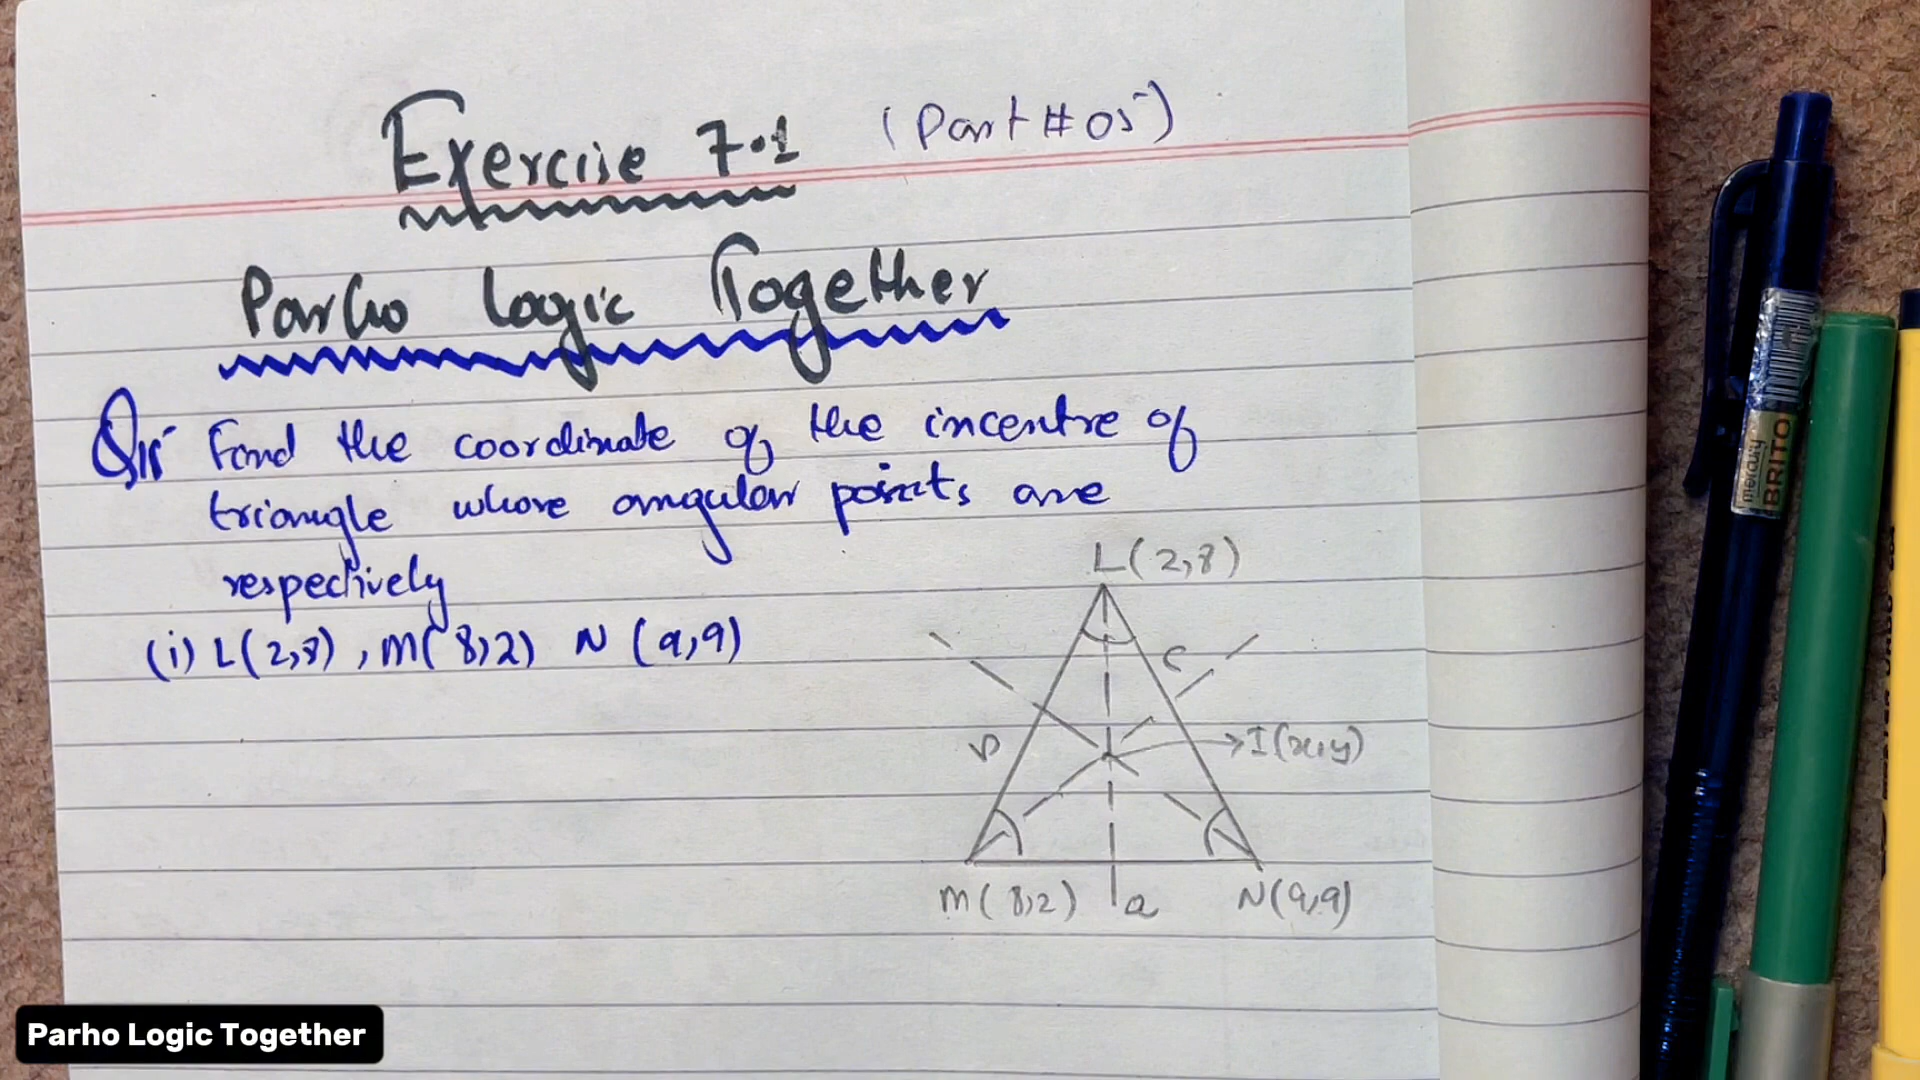 Exercise 7.1 (Part # 05)
Parho Logic Together
Q15 Find the coordinate of the incentre of
triangle whose angular points are
respectively
(i) L(2,8), M(8,2) N (9,9)
L(2,8)
c
b
I(x,y)
M(8,2) a N(9,9)
mercury
BRITO
Parho Logic Together